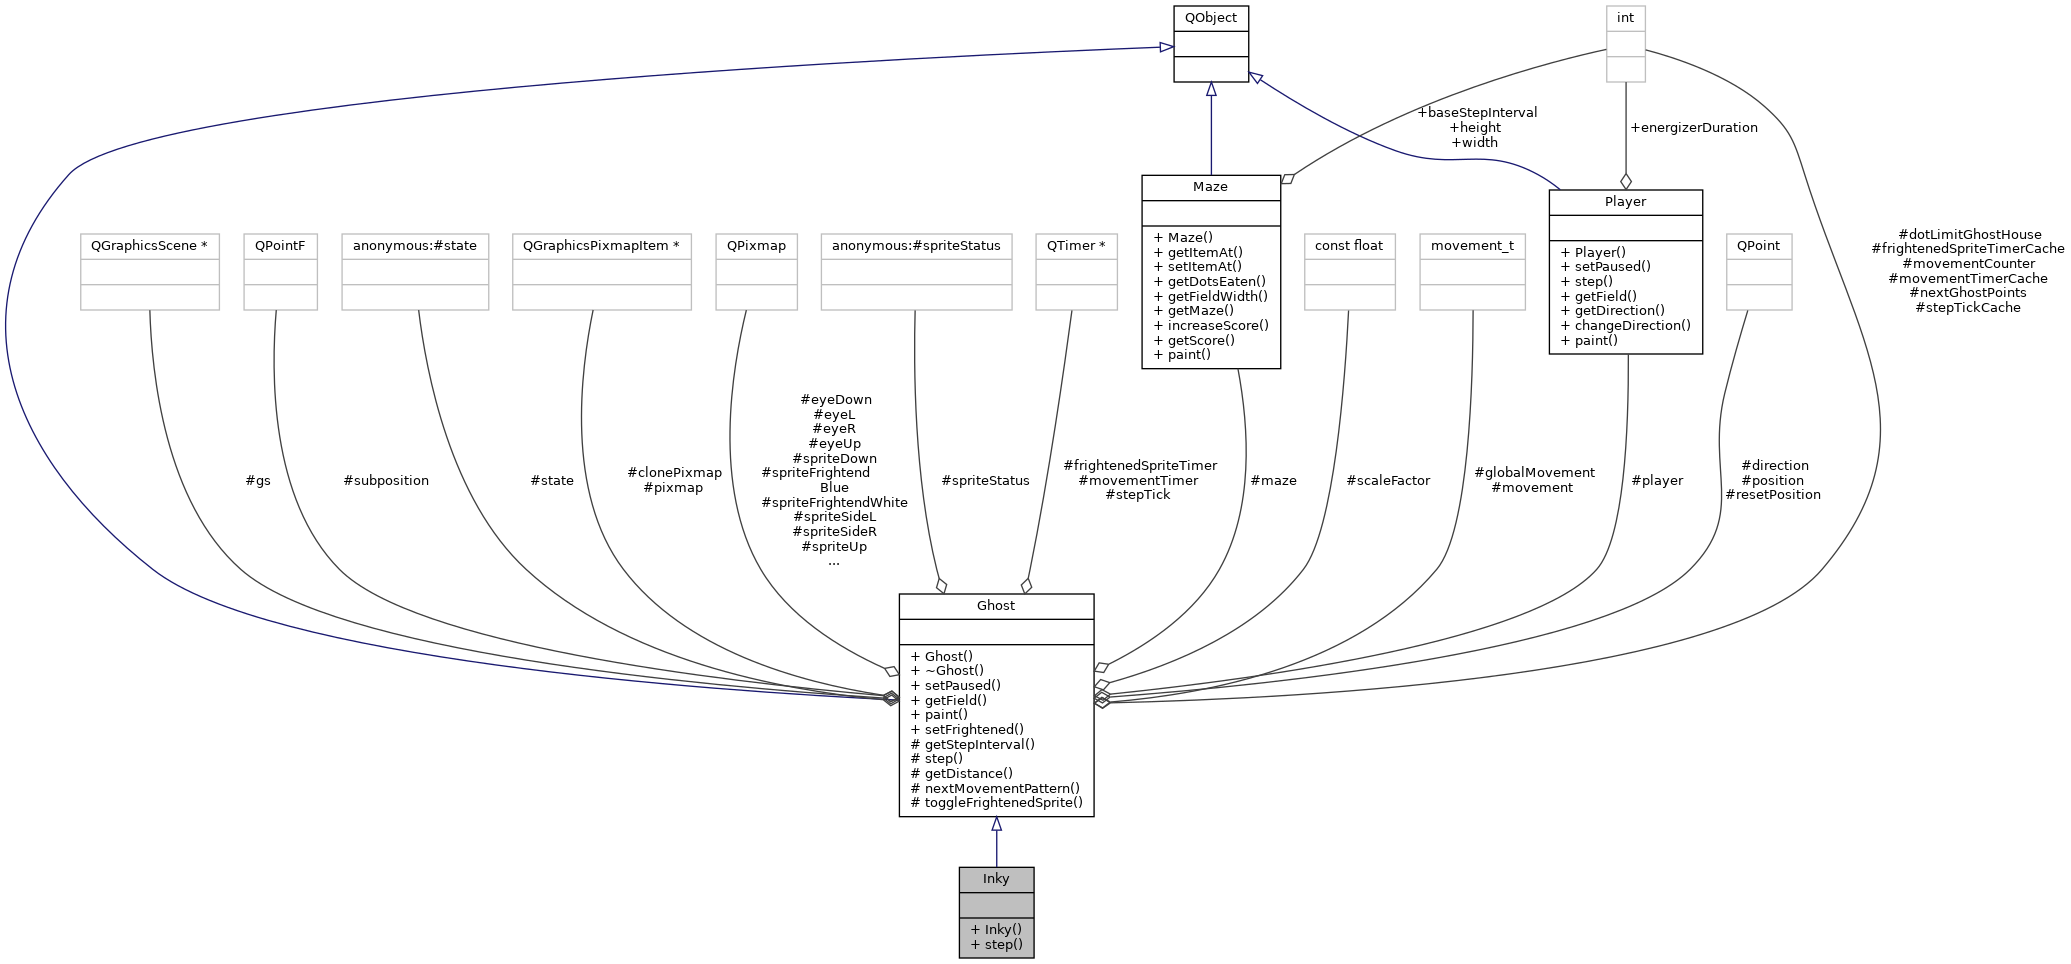 QObject
int
+baseStepInterval
+height
+width
+energizerDuration
Maze
+ Maze()
+ getItemAt()
+ setItemAt()
+ getDotsEaten()
+ getFieldWidth()
+ getMaze()
+ increaseScore()
+ getScore()
+ paint()
Player
+ Player()
+ setPaused()
+ step()
+ getField()
+ getDirection()
+ changeDirection()
+ paint()
#dotLimitGhostHouse
#frightenedSpriteTimerCache
#movementCounter
#movementTimerCache
#nextGhostPoints
#stepTickCache
QGraphicsScene *
QPointF
anonymous:#state
QGraphicsPixmapItem *
QPixmap
anonymous:#spriteStatus
QTimer *
const float
movement_t
QPoint
#gs
#subposition
#state
#clonePixmap
#pixmap
#eyeDown
#eyeL
#eyeR
#eyeUp
#spriteDown
#spriteFrightend
Blue
#spriteFrightendWhite
#spriteSideL
#spriteSideR
#spriteUp
...
#spriteStatus
#frightenedSpriteTimer
#movementTimer
#stepTick
#maze
#scaleFactor
#globalMovement
#movement
#player
#direction
#position
#resetPosition
Ghost
+ Ghost()
+ ~Ghost()
+ setPaused()
+ getField()
+ paint()
+ setFrightened()
# getStepInterval()
# step()
# getDistance()
# nextMovementPattern()
# toggleFrightenedSprite()
Inky
+ Inky()
+ step()